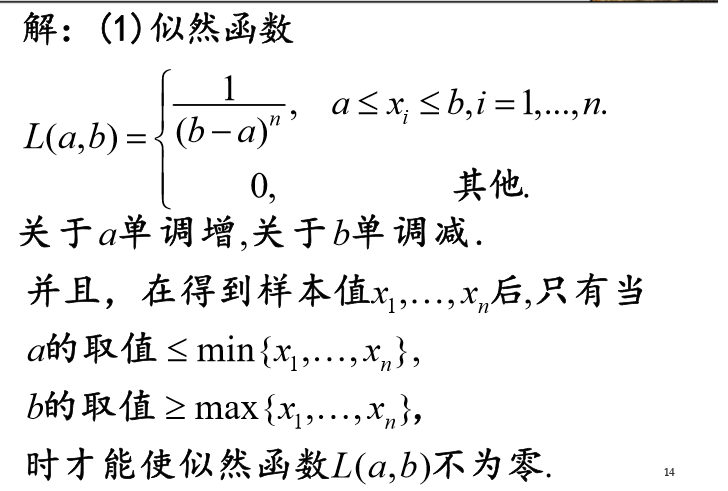 解：(1)似然函数
L(a,b) = { 1/(b−a)^n, a ≤ x_i ≤ b, i = 1,...,n.
0, 其他.
关于a单调增,关于b单调减.
并且，在得到样本值x_1,…,x_n后,只有当
a的取值 ≤ min{x_1,…,x_n},
b的取值 ≥ max{x_1,…,x_n},
时才能使似然函数L(a,b)不为零.
14